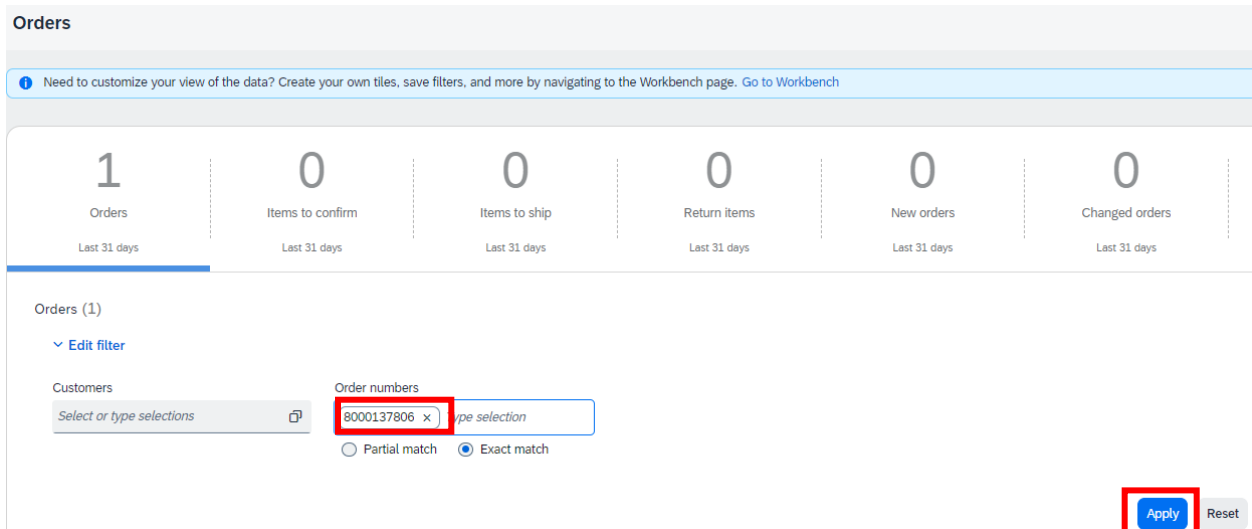 Orders
Need to customize your view of the data? Create your own tiles, save filters, and more by navigating to the Workbench page. Go to Workbench
1 0 0 0 0 0
Orders Items to confirm Items to ship Return items New orders Changed orders
Last 31 days Last 31 days Last 31 days Last 31 days Last 31 days Last 31 days
Orders (1)
Edit filter
Customers Order numbers
Select or type selections 8000137806 × ype selection
Partial match Exact match
Apply Reset